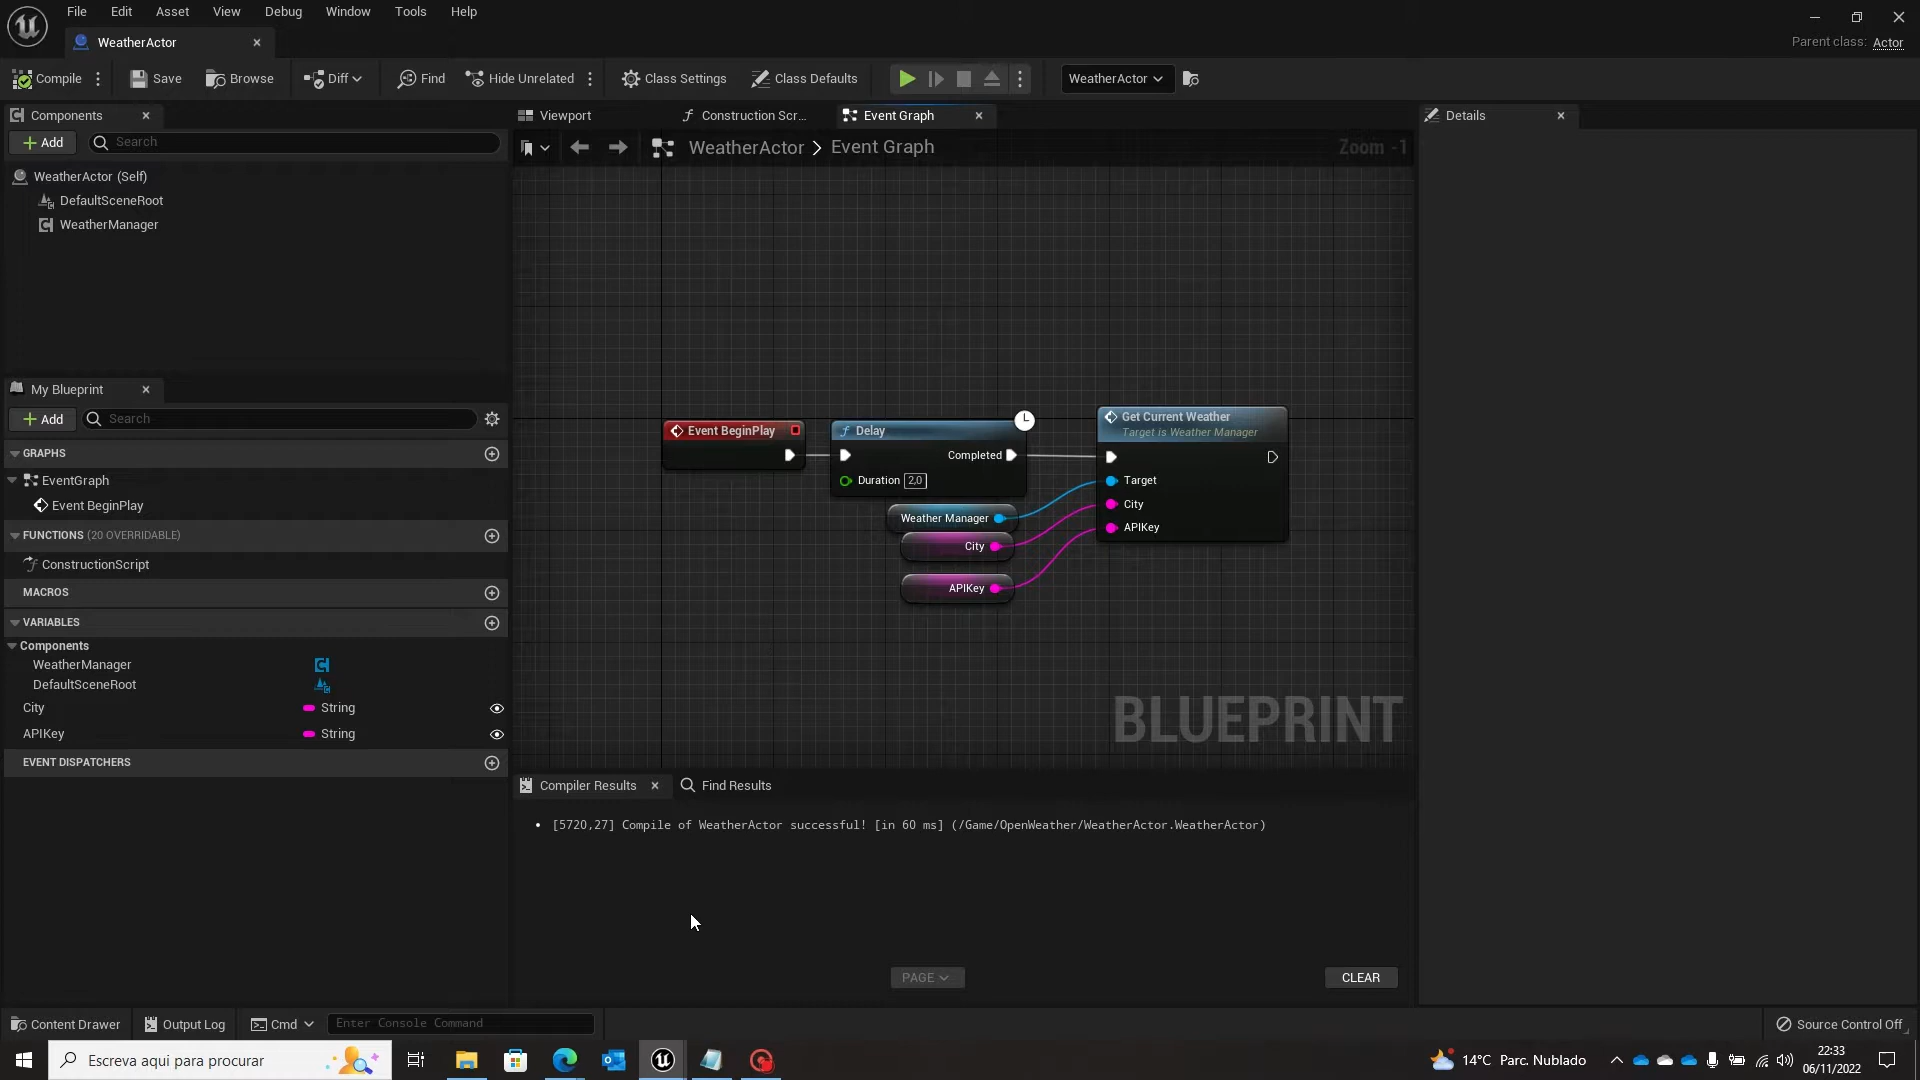 File Edit Asset View Debug Window Tools Help
WeatherActor
Parent class: Actor
Compile Save Browse Diff Find Hide Unrelated Class Settings Class Defaults WeatherActor
Components
Add Search
WeatherActor (Self)
DefaultSceneRoot
WeatherManager
My Blueprint
Add Search
GRAPHS
EventGraph
Event BeginPlay
FUNCTIONS (20 OVERRIDABLE)
ConstructionScript
MACROS
VARIABLES
Components
WeatherManager
DefaultSceneRoot
City String
APIKey String
EVENT DISPATCHERS
Viewport Construction Scr... Event Graph
WeatherActor > Event Graph Zoom -1
Event BeginPlay
Delay
Completed
Duration 2,0
Get Current Weather
Target is Weather Manager
Target
City
APIKey
Weather Manager
City
APIKey
BLUEPRINT
Compiler Results Find Results
[5720,27] Compile of WeatherActor successful! [in 60 ms] (/Game/OpenWeather/WeatherActor.WeatherActor)
PAGE CLEAR
Details
Content Drawer Output Log Cmd Enter Console Command Source Control Off
Escreva aqui para procurar
14°C Parc. Nublado
22:33
06/11/2022